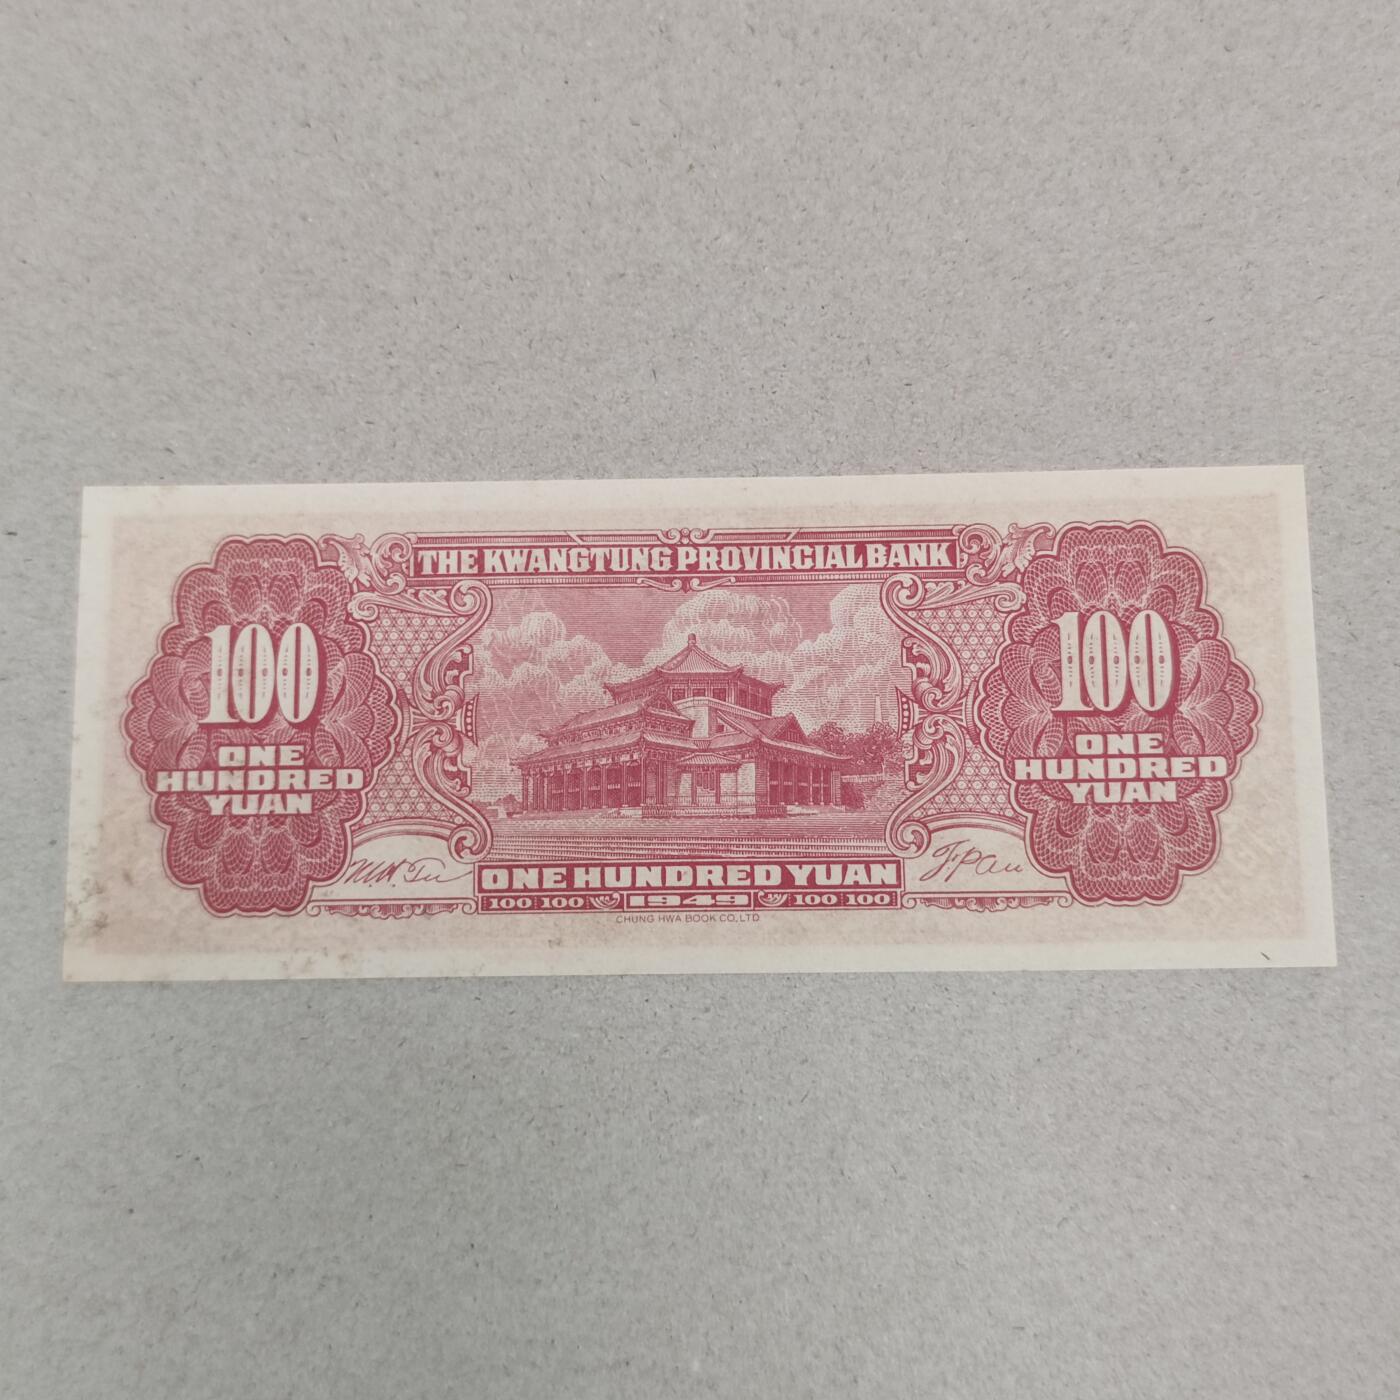 THE KWANGTUNG PROVINCIAL BANK
100
ONE
HUNDRED
YUAN
100
ONE
HUNDRED
YUAN
ONE HUNDRED YUAN
100 100 1949 100 100
CHUNG HWA BOOK CO, LTD